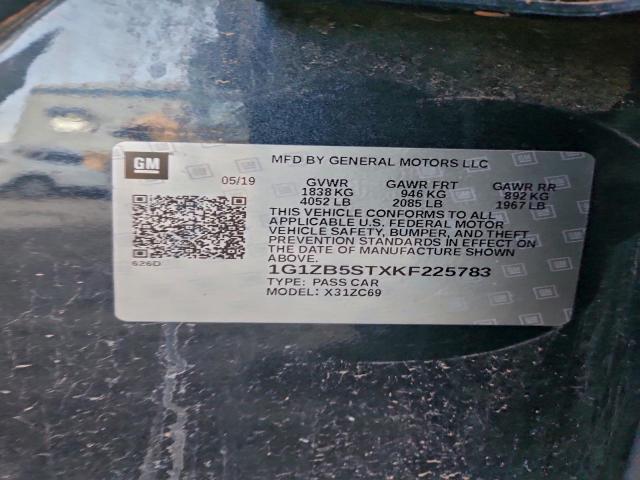 GM
MFD BY GENERAL MOTORS LLC
05/19 GVWR GAWR FRT GAWR RR
1838 KG 946 KG 892 KG
4052 LB 2085 LB 1967 LB
THIS VEHICLE CONFORMS TO ALL
APPLICABLE U.S. FEDERAL MOTOR
VEHICLE SAFETY, BUMPER, AND THEFT
PREVENTION STANDARDS IN EFFECT ON
THE DATE OF MANUFACTURE SHOWN
ABOVE.
626D
1G1ZB5STXKF225783
TYPE: PASS CAR
MODEL: X31ZC69